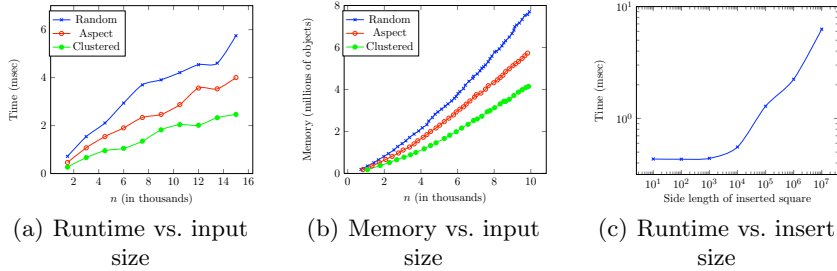 Time (msec)
6
4
2
0
Random
Aspect
Clustered
2 4 6 8 10 12 14 16
n (in thousands)
(a) Runtime vs. input
size
Memory (millions of objects)
8
6
4
2
0
Random
Aspect
Clustered
0 2 4 6 8 10
n (in thousands)
(b) Memory vs. input
size
Time (msec)
10^1
10^0
10^1 10^2 10^3 10^4 10^5 10^6 10^7
Side length of inserted square
(c) Runtime vs. insert
size